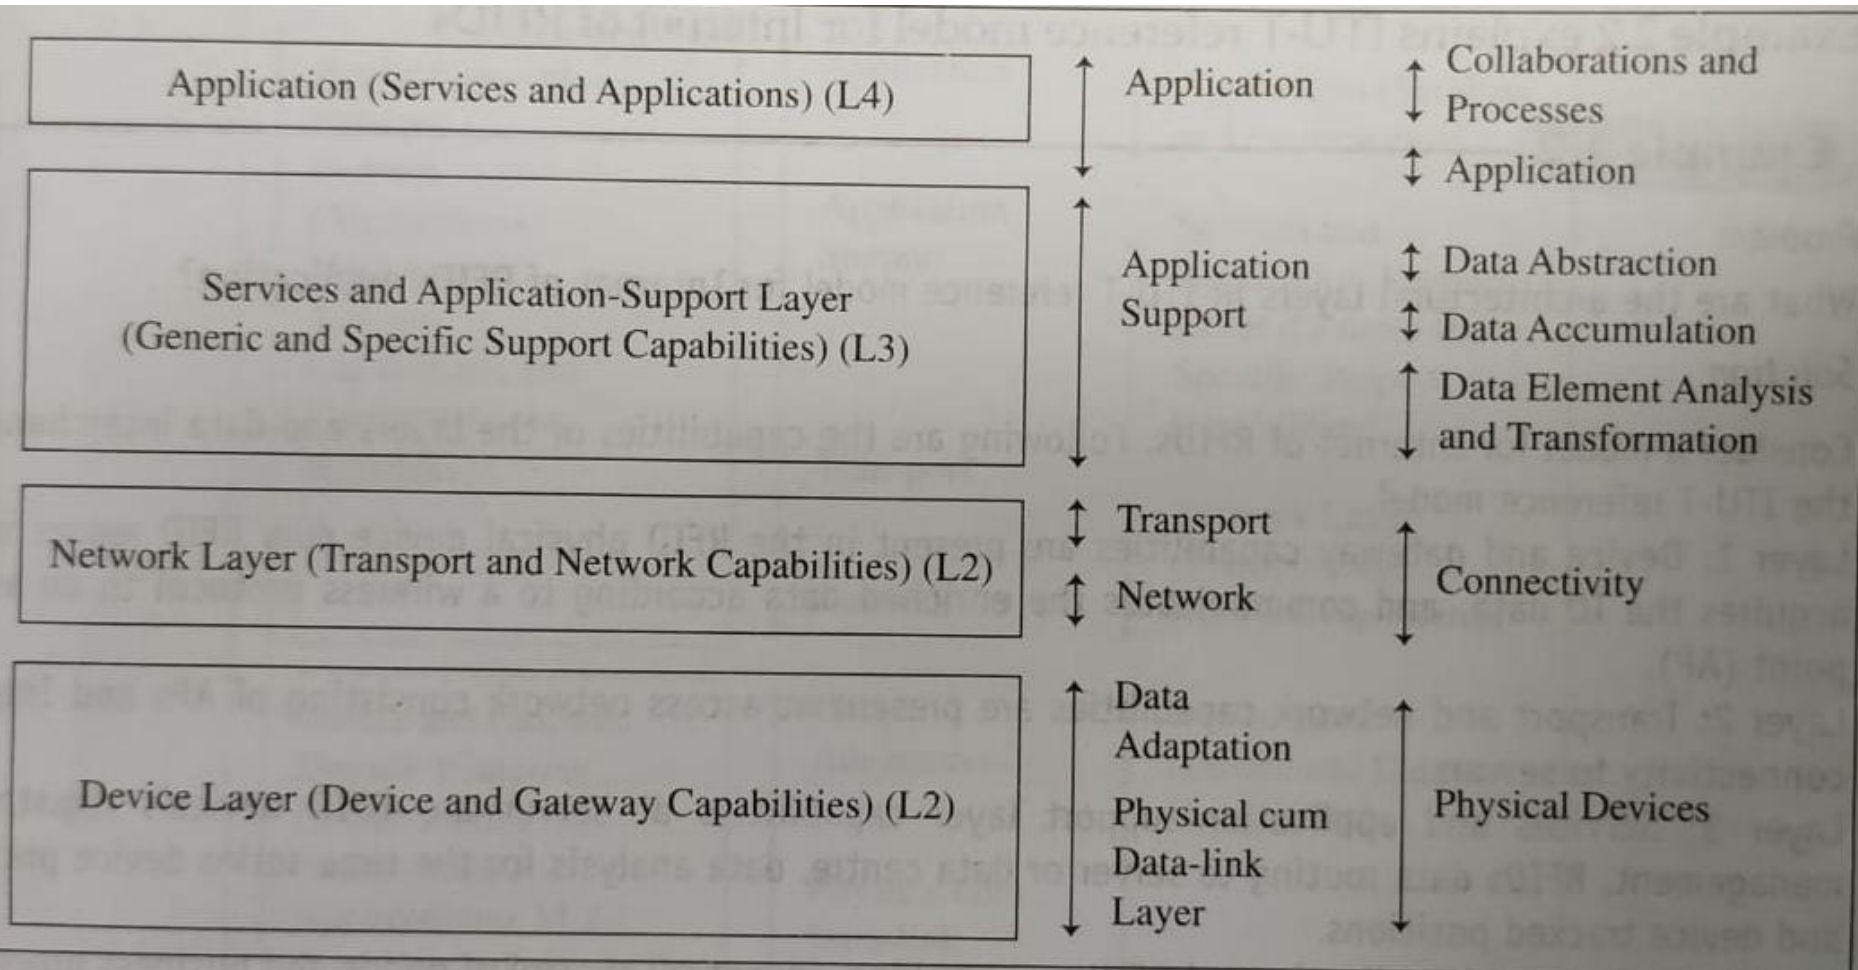 Application (Services and Applications) (L4)
Application
Collaborations and
Processes
Application
Services and Application-Support Layer
(Generic and Specific Support Capabilities) (L3)
Application
Support
Data Abstraction
Data Accumulation
Data Element Analysis
and Transformation
Network Layer (Transport and Network Capabilities) (L2)
Transport
Network
Connectivity
Device Layer (Device and Gateway Capabilities) (L2)
Data
Adaptation
Physical cum
Data-link
Layer
Physical Devices